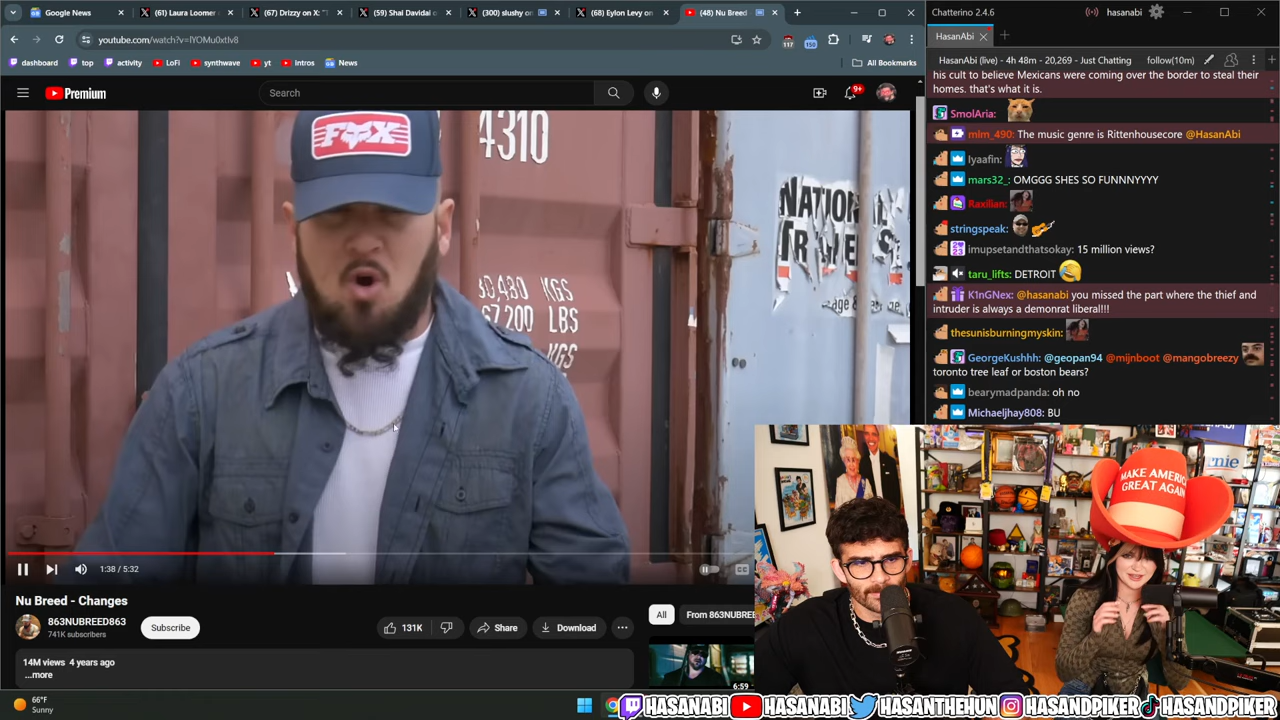 Google News
(61) Laura Loomer
(67) Drizzy on X: "
(59) Shai Davidai
(300) slushy on
(68) Eylon Levy on
(48) Nu Breed
youtube.com/watch?v=lYOMu0xtIv8
117
150
dashboard
top
activity
LoFi
synthwave
yt
intros
News
All Bookmarks
Premium
Search
9+
FOX
4310
30,480 KGS
67,200 LBS
KGS
1:38 / 5:32
CC
Nu Breed - Changes
863NUBREED863
741K subscribers
Subscribe
131K
Share
Download
All
From 863NUBREE
14M views 4 years ago
...more
6:59
66°F
Sunny
Chatterino 2.4.6
hasanabi
HasanAbi
HasanAbi (live) - 4h 48m - 20,269 - Just Chatting
follow(10m)
his cult to believe Mexicans were coming over the border to steal their
homes. that's what it is.
SmolAria:
mlm_490: The music genre is Rittenhousecore @HasanAbi
lyaafin:
mars32_: OMGGG SHES SO FUNNNYYYY
Raxilian:
stringspeak:
imupsetandthatsokay: 15 million views?
taru_lifts: DETROIT
K1nGNex: @hasanabi you missed the part where the thief and
intruder is always a demonrat liberal!!!
thesunisburningmyskin:
GeorgeKushhh: @geopan94 @mijnboot @mangobreezy
toronto tree leaf or boston bears?
bearymadpanda: oh no
Michaeljhay808: BU
MAKE AMERICA
GREAT AGAIN
HASANABI
HASANABI
HASANTHEHUN
HASANDPIKER
HASANDPIKER